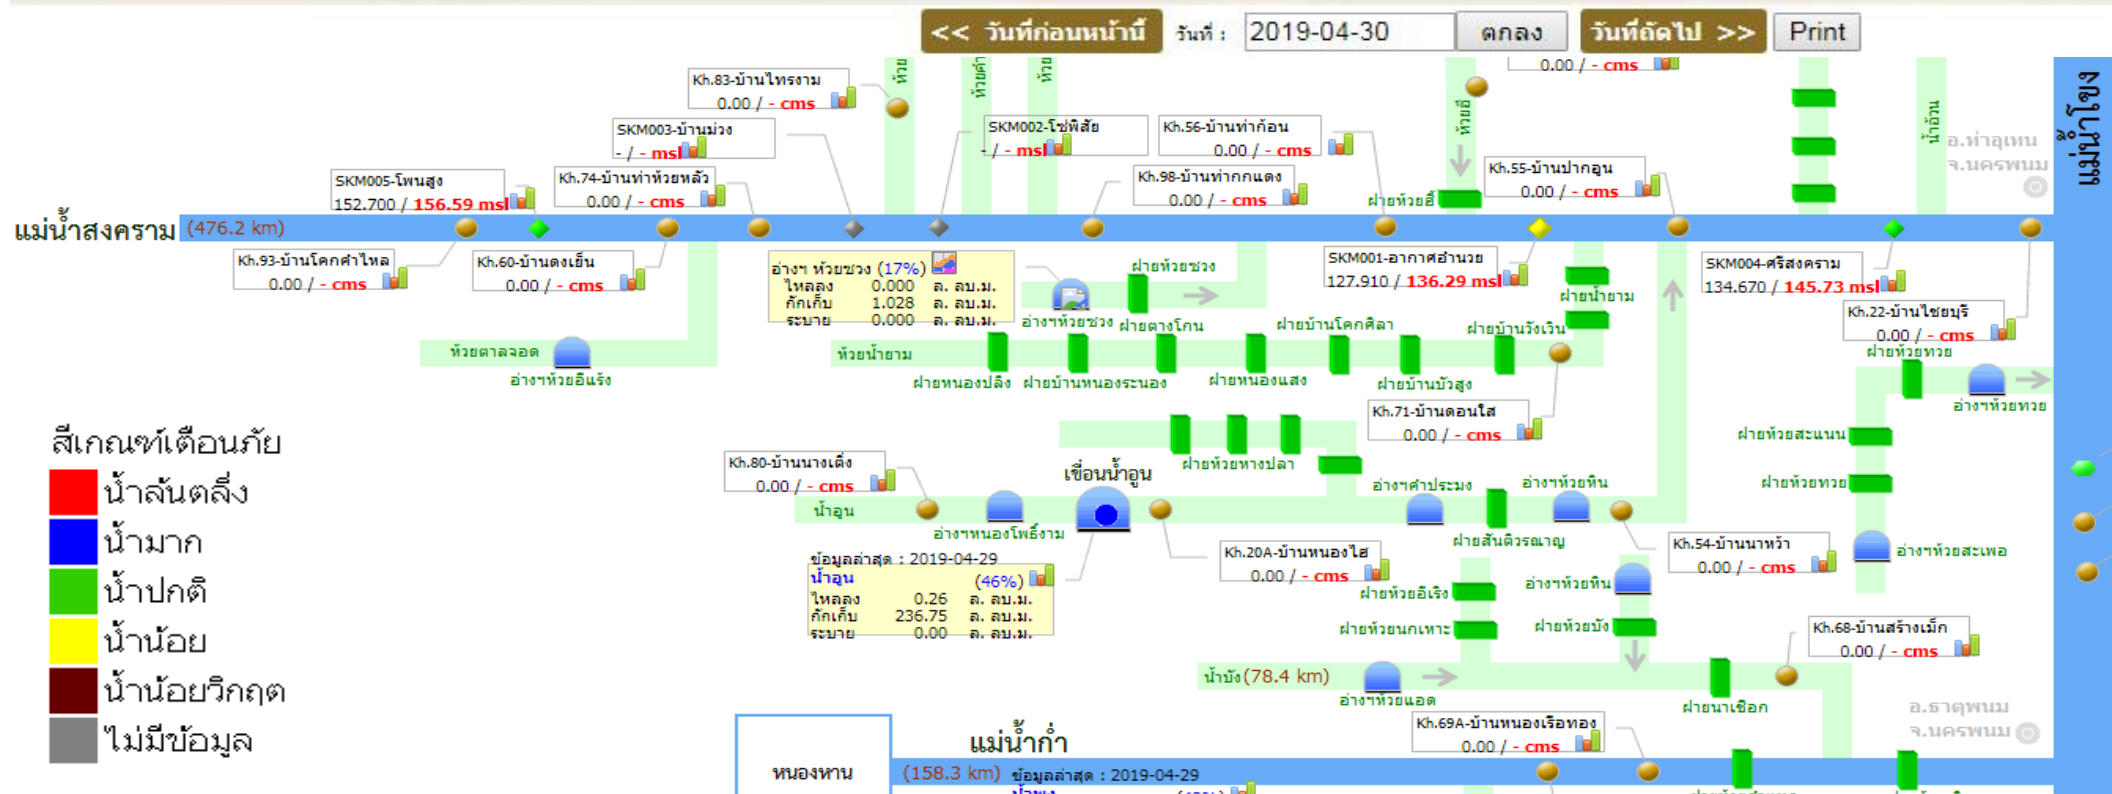 << วันที่ก่อนหน้านี้
วันที่ :
2019-04-30
ตกลง
วันที่ถัดไป >>
Print
แม่น้ำโขง
Kh.83-บ้านไทรงาม
0.00 / - cms
ห้วย
ห้วยคำ
ห้วย
0.00 / - cms
ห้วยฮี้
น้ำอ้วน
อ.ท่าอุเทน
จ.นครพนม
SKM003-บ้านม่วง
- / - msl
SKM002-โซ่พิสัย
- / - msl
Kh.56-บ้านท่าก้อน
0.00 / - cms
SKM005-โพนสูง
152.700 / 156.59 msl
Kh.74-บ้านท่าห้วยหลัว
0.00 / - cms
Kh.98-บ้านท่ากกแดง
0.00 / - cms
ฝายห้วยฮี้
Kh.55-บ้านปากอูน
0.00 / - cms
แม่น้ำสงคราม
(476.2 km)
Kh.93-บ้านโคกคำไหล
0.00 / - cms
Kh.60-บ้านดงเย็น
0.00 / - cms
อ่างฯ ห้วยซวง (17%)
ไหลลง 0.000 ล. ลบ.ม.
กักเก็บ 1.028 ล. ลบ.ม.
ระบาย 0.000 ล. ลบ.ม.
ฝายห้วยซวง
อ่างฯห้วยซวง
ฝายตางโกน
SKM001-อากาศอำนวย
127.910 / 136.29 msl
ฝายน้ำยาม
SKM004-ศรีสงคราม
134.670 / 145.73 msl
Kh.22-บ้านไชยบุรี
0.00 / - cms
ห้วยตาลจอด
อ่างฯห้วยอีแร้ง
ห้วยน้ำยาม
ฝายบ้านโคกศิลา
ฝายบ้านวังเวิน
ฝายหนองปลิง
ฝายบ้านหนองระนอง
ฝายหนองแสง
ฝายบ้านบัวสูง
ฝายห้วยทวย
อ่างฯห้วยทวย
Kh.71-บ้านดอนใส
0.00 / - cms
สีเกณฑ์เตือนภัย
น้ำล้นตลิ่ง
น้ำมาก
น้ำปกติ
น้ำน้อย
น้ำน้อยวิกฤต
ไม่มีข้อมูล
ฝายห้วยสะแนน
ฝายห้วยทวย
อ่างฯห้วยสะเพอ
Kh.80-บ้านนางเติ่ง
0.00 / - cms
เขื่อนน้ำอูน
ฝายห้วยหางปลา
น้ำอูน
อ่างฯหนองโพธิ์งาม
อ่างฯคำประมง
อ่างฯห้วยหิน
ฝายสันติวรณาญ
ข้อมูลล่าสุด : 2019-04-29
น้ำอูน (46%)
ไหลลง 0.26 ล. ลบ.ม.
กักเก็บ 236.75 ล. ลบ.ม.
ระบาย 0.00 ล. ลบ.ม.
Kh.20A-บ้านหนองไฮ
0.00 / - cms
Kh.54-บ้านนาหว้า
0.00 / - cms
ฝายห้วยอีเริง
อ่างฯห้วยหิน
ฝายห้วยนกเหาะ
ฝายห้วยบัง
Kh.68-บ้านสร้างเม็ก
0.00 / - cms
น้ำบัง(78.4 km)
อ่างฯห้วยแอด
ฝายนาเชือก
อ.ธาตุพนม
จ.นครพนม
Kh.69A-บ้านหนองเรือทอง
0.00 / - cms
แม่น้ำก่ำ
หนองหาน
(158.3 km)
ข้อมูลล่าสุด : 2019-04-29